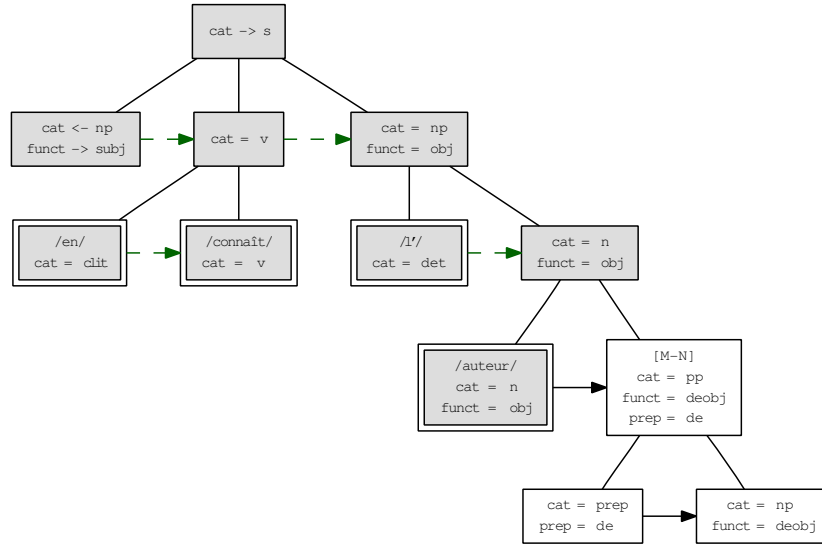 cat -> s
cat <- np
funct -> subj
cat = v
cat = np
funct = obj
/en/
cat = clit
/connaît/
cat = v
/l'/
cat = det
cat = n
funct = obj
/auteur/
cat = n
funct = obj
[M-N]
cat = pp
funct = deobj
prep = de
cat = prep
prep = de
cat = np
funct = deobj